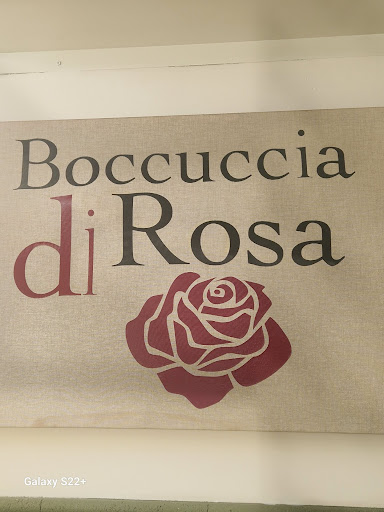 Boccuccia
di Rosa
Galaxy S22+